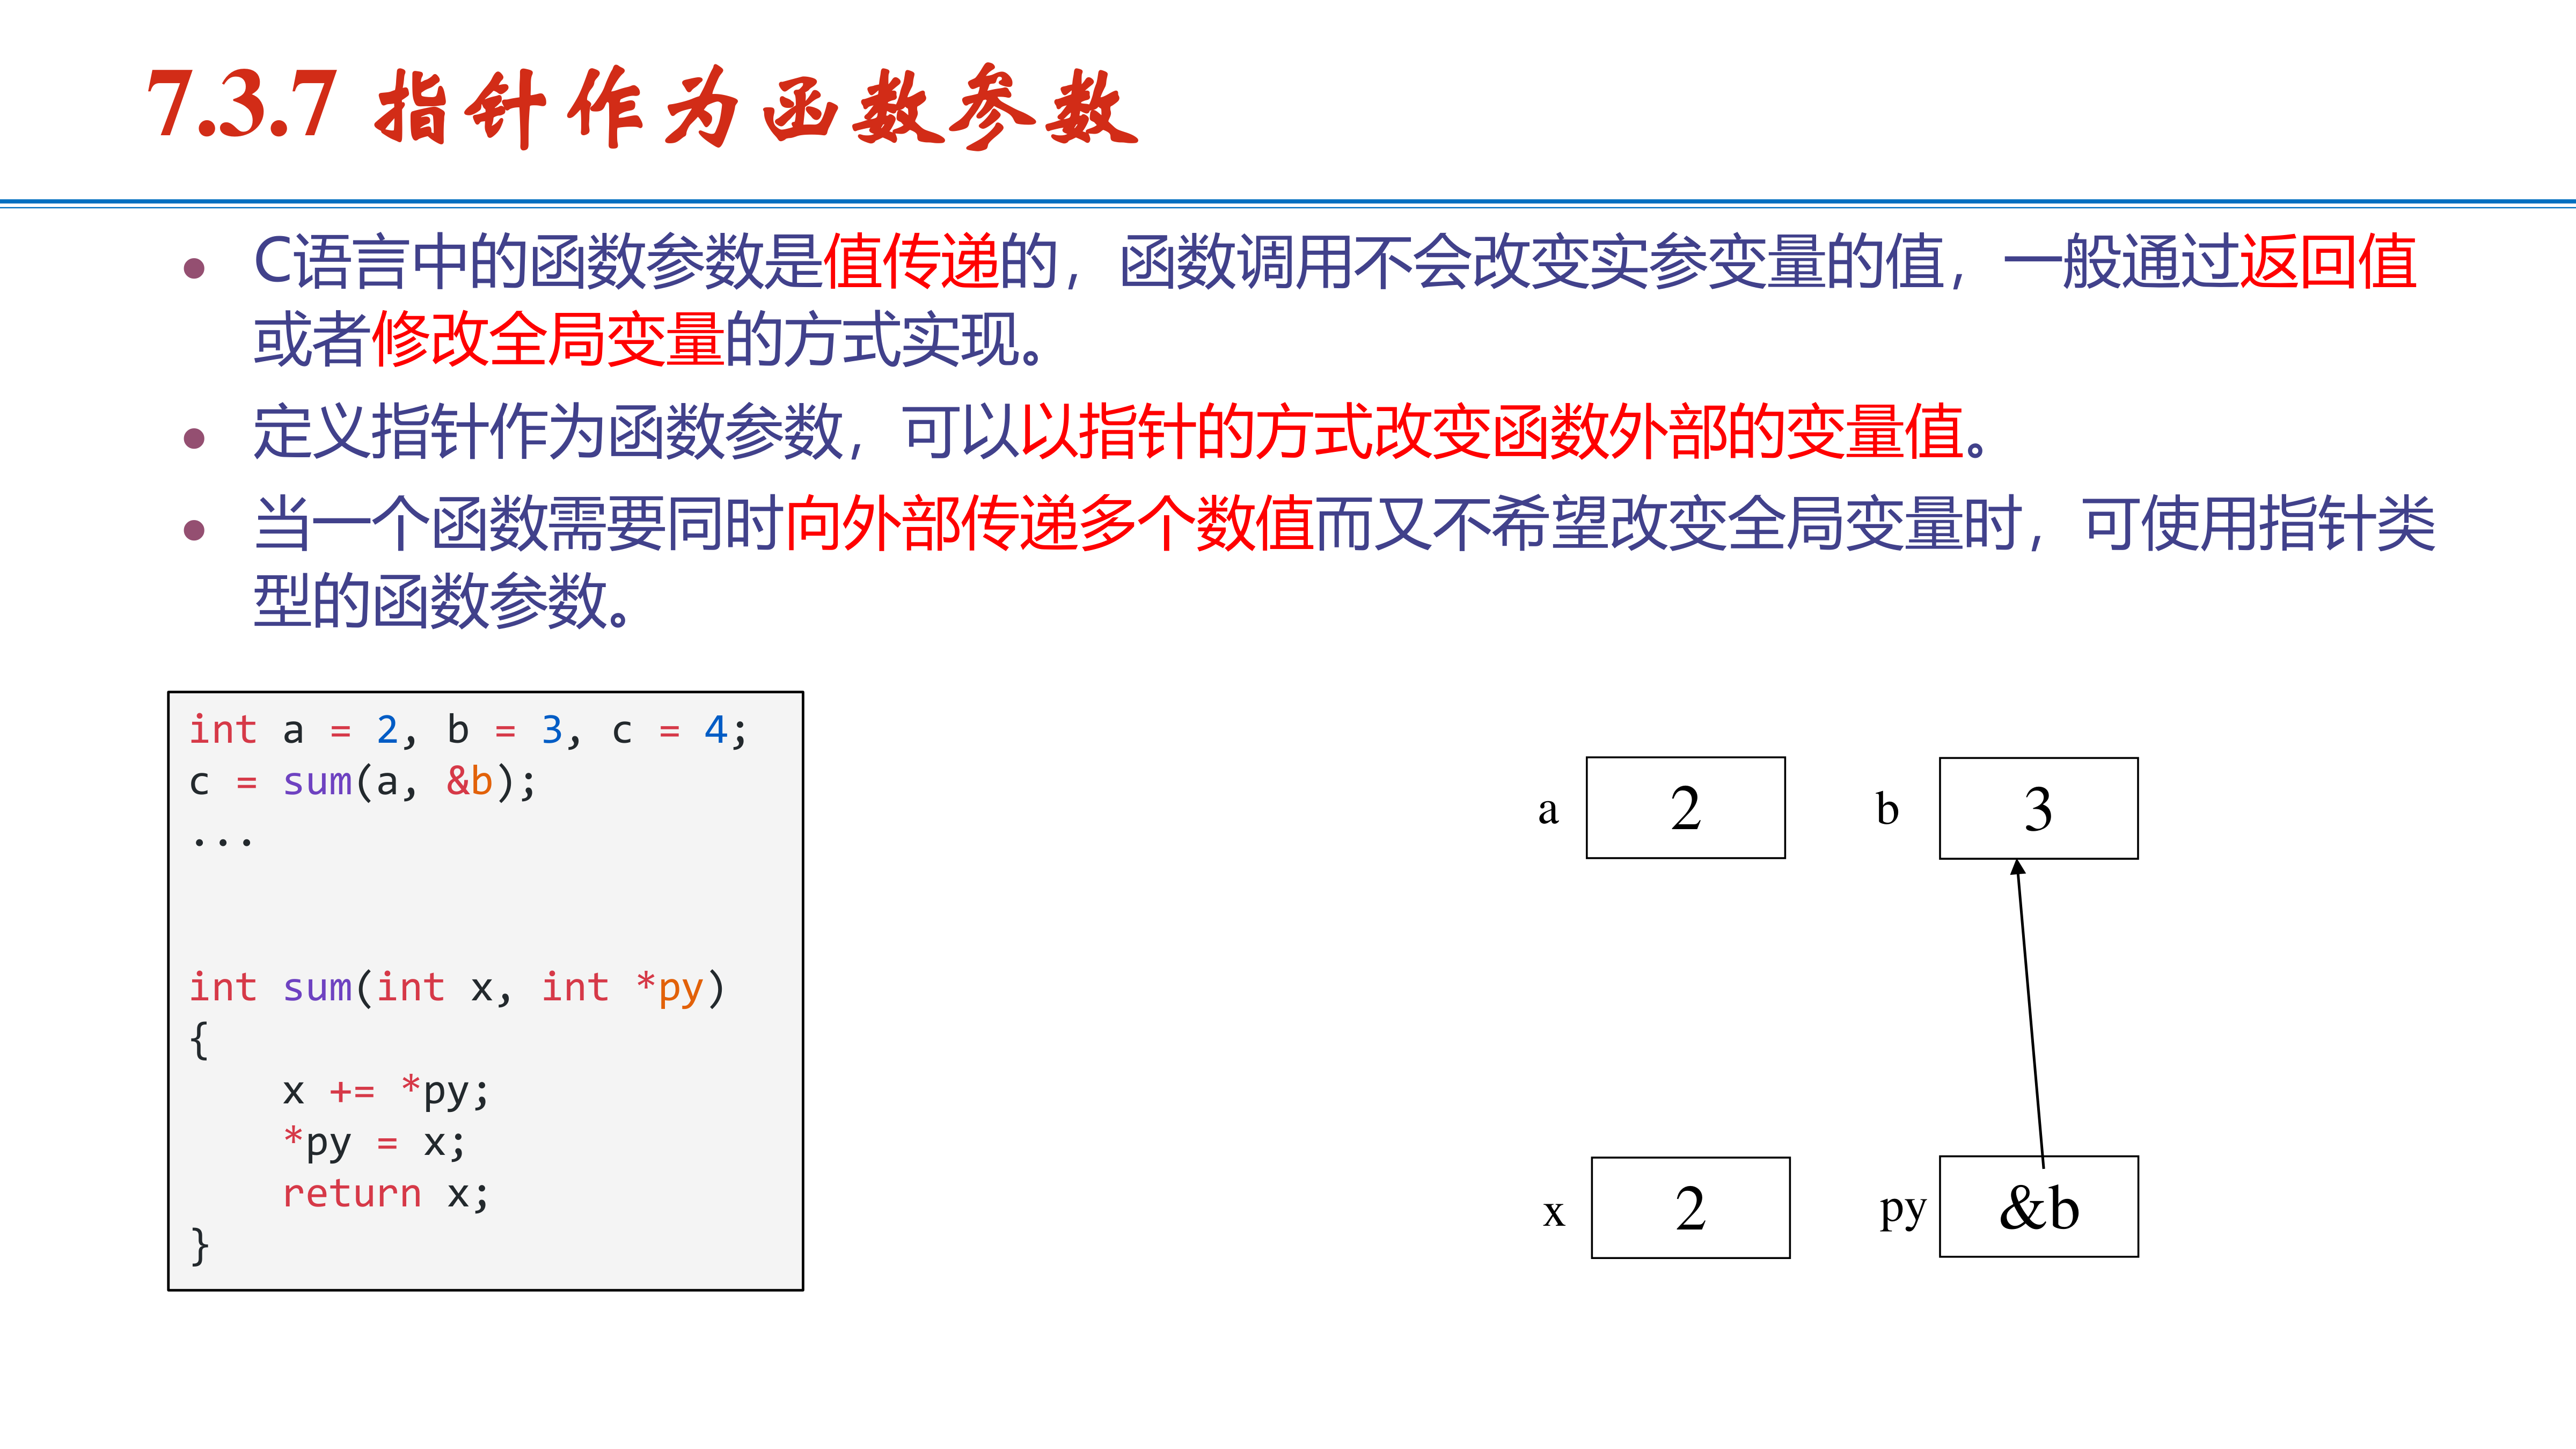 7.3.7 指针作为函数参数
● C语言中的函数参数是值传递的，函数调用不会改变实参变量的值，一般通过返回值
或者修改全局变量的方式实现。
● 定义指针作为函数参数，可以以指针的方式改变函数外部的变量值。
● 当一个函数需要同时向外部传递多个数值而又不希望改变全局变量时，可使用指针类
型的函数参数。
int a = 2, b = 3, c = 4;
c = sum(a, &b);
...
int sum(int x, int *py)
{
    x += *py;
    *py = x;
    return x;
}
a 2 b 3
x 2 py &b